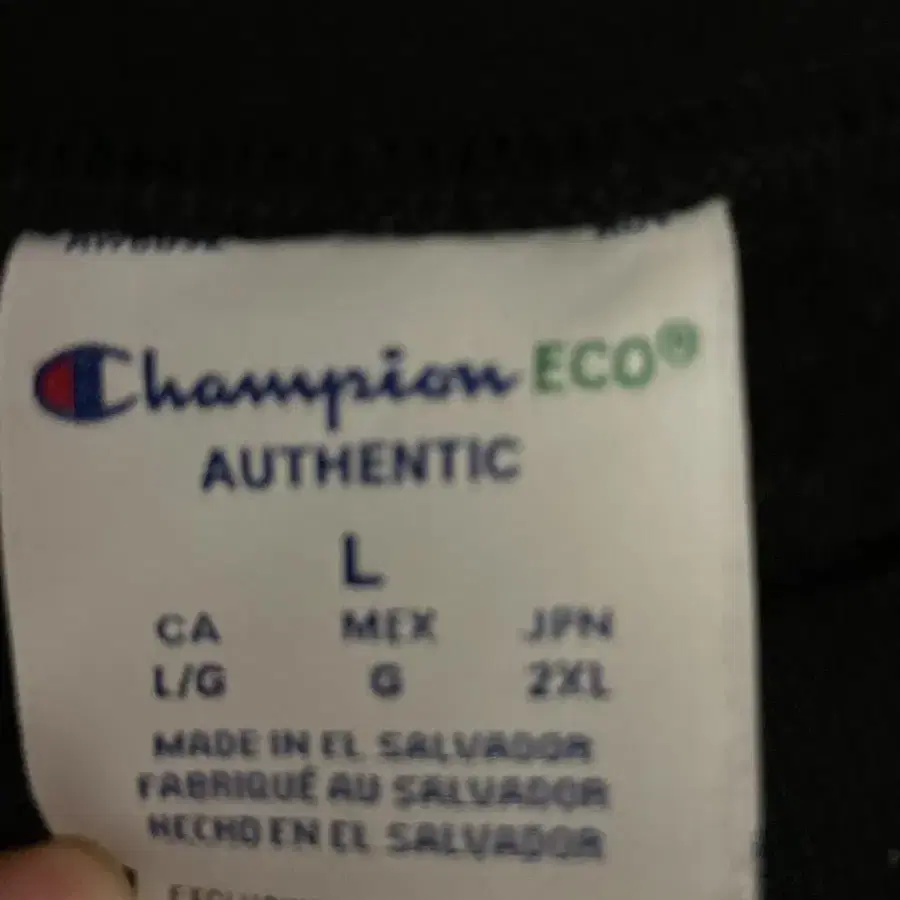 Champion ECO®
AUTHENTIC
L
CA MEX JPN
L/G G 2XL
MADE IN EL SALVADOR
FABRIQUÉ AU SALVADOR
HECHO EN EL SALVADOR